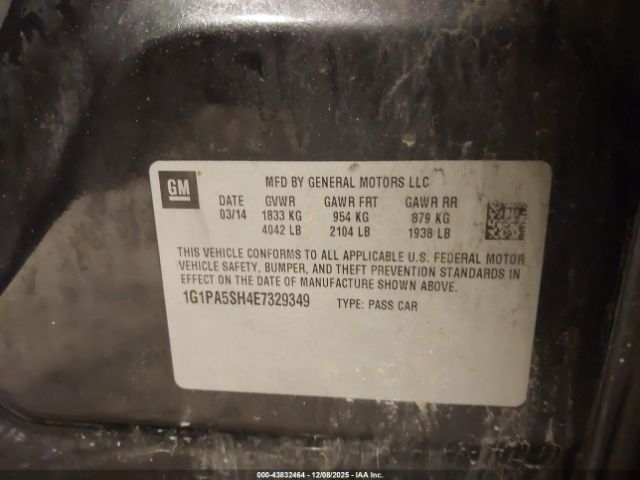 GM
MFD BY GENERAL MOTORS LLC
DATE GVWR GAWR FRT GAWR RR
03/14 1833 KG 954 KG 879 KG
4042 LB 2104 LB 1938 LB
THIS VEHICLE CONFORMS TO ALL APPLICABLE U.S. FEDERAL MOTOR
VEHICLE SAFETY, BUMPER, AND THEFT PREVENTION STANDARDS IN
EFFECT ON THE DATE OF MANUFACTURE SHOWN ABOVE.
1G1PA5SH4E7329349 TYPE: PASS CAR
000-43832464 - 12/08/2025 - IAA Inc.